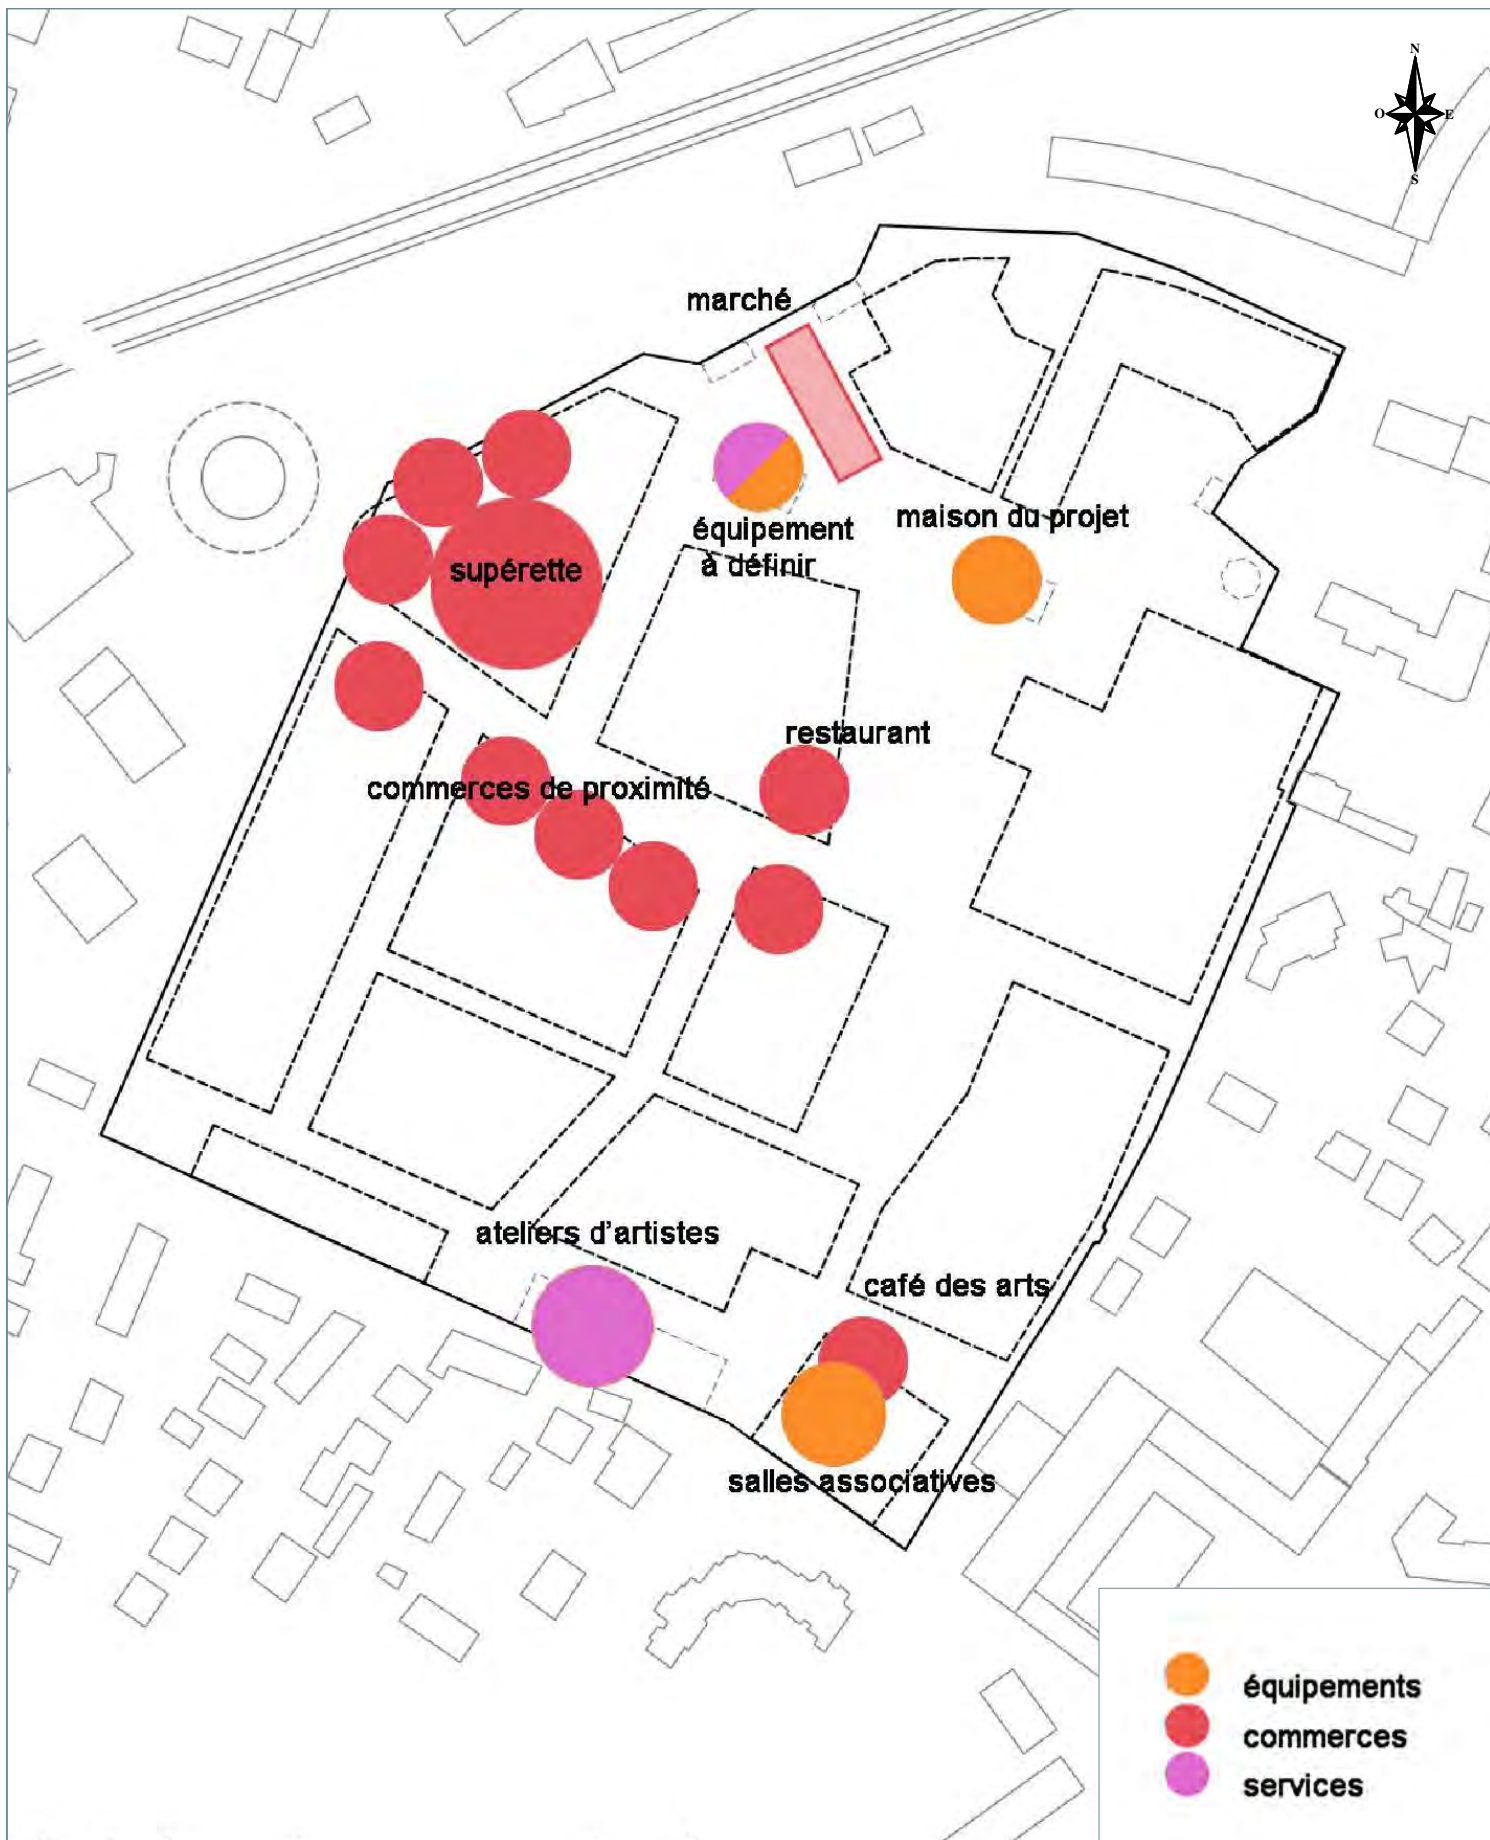 N
O E
S
marché
maison du projet
équipement
à définir
supérette
restaurant
commerces de proximité
ateliers d'artistes
café des arts
salles associatives
équipements
commerces
services